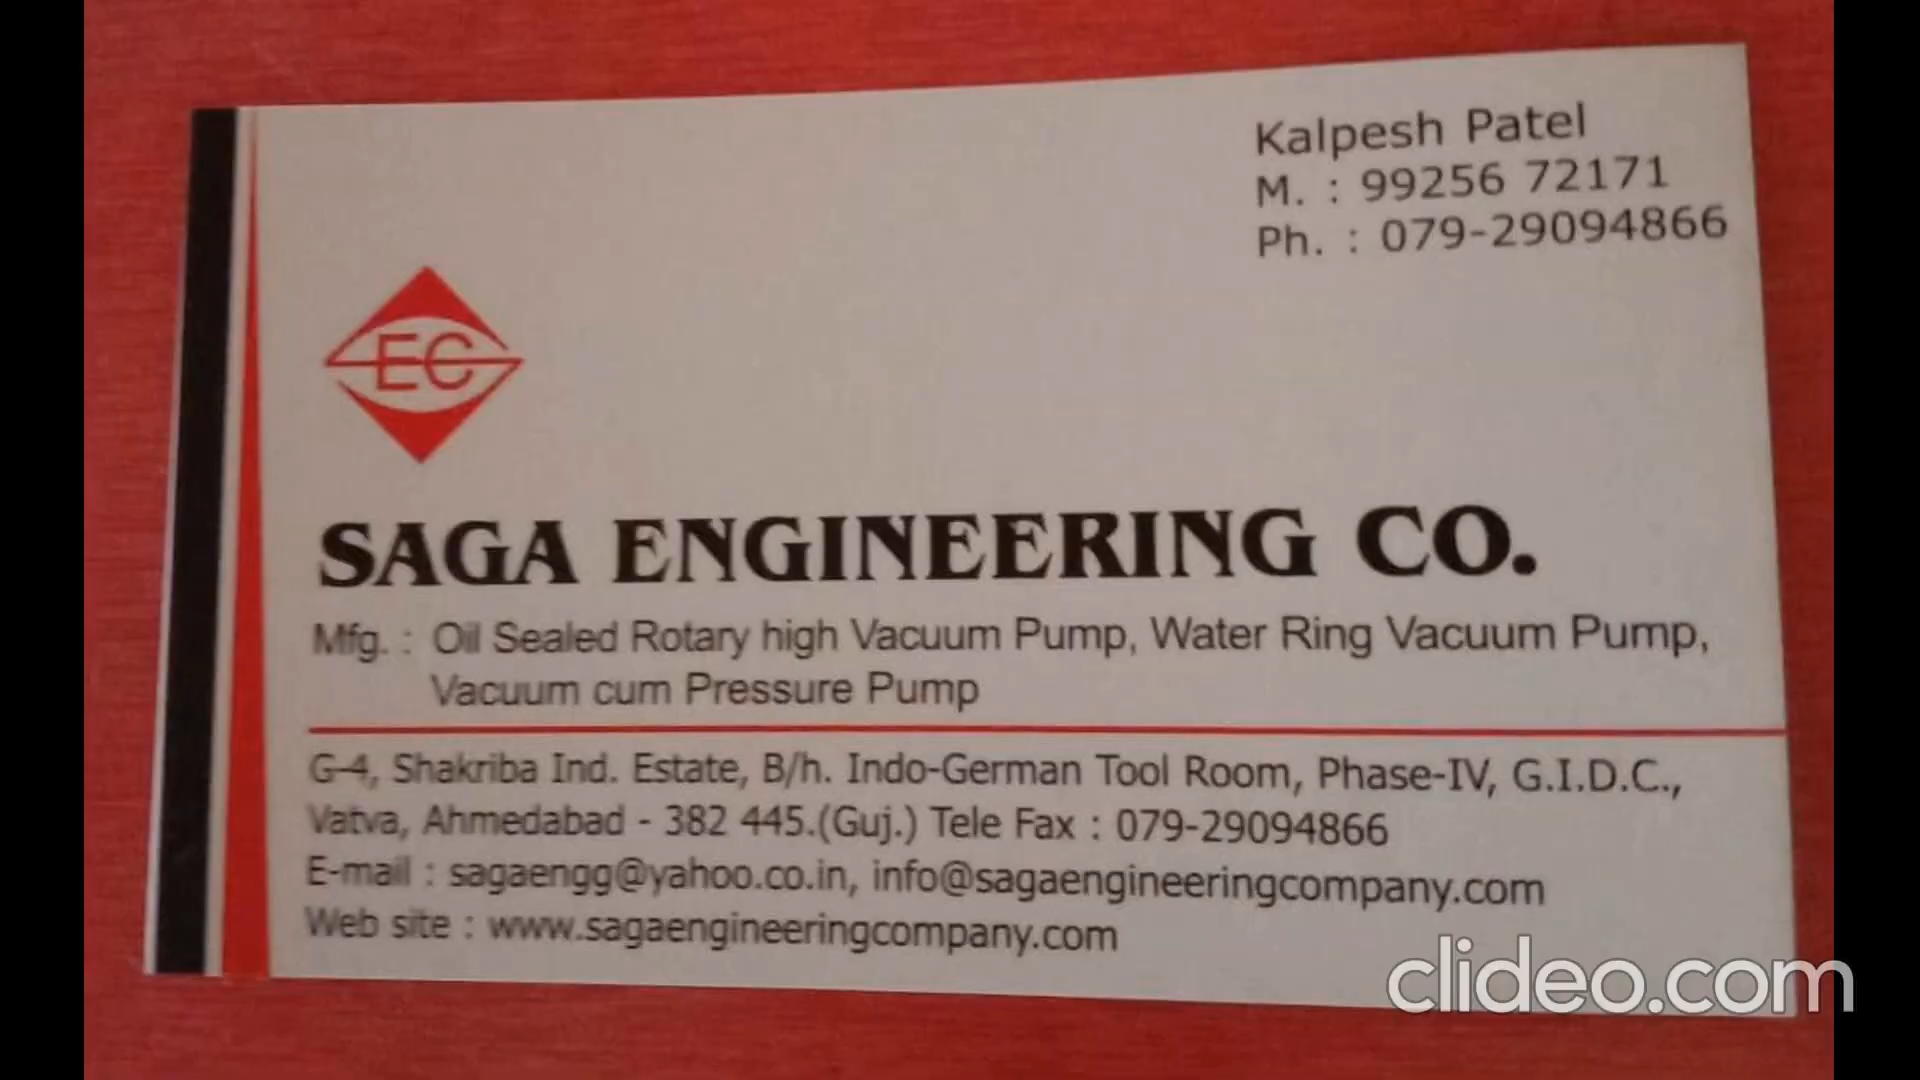 Kalpesh Patel
M. : 99256 72171
Ph. : 079-29094866
EC
SAGA ENGINEERING CO.
Mfg. : Oil Sealed Rotary high Vacuum Pump, Water Ring Vacuum Pump,
Vacuum cum Pressure Pump
G-4, Shakriba Ind. Estate, B/h. Indo-German Tool Room, Phase-IV, G.I.D.C.,
Vatva, Ahmedabad - 382 445.(Guj.) Tele Fax : 079-29094866
E-mail : sagaengg@yahoo.co.in, info@sagaengineeringcompany.com
Web site : www.sagaengineeringcompany.com
clideo.com